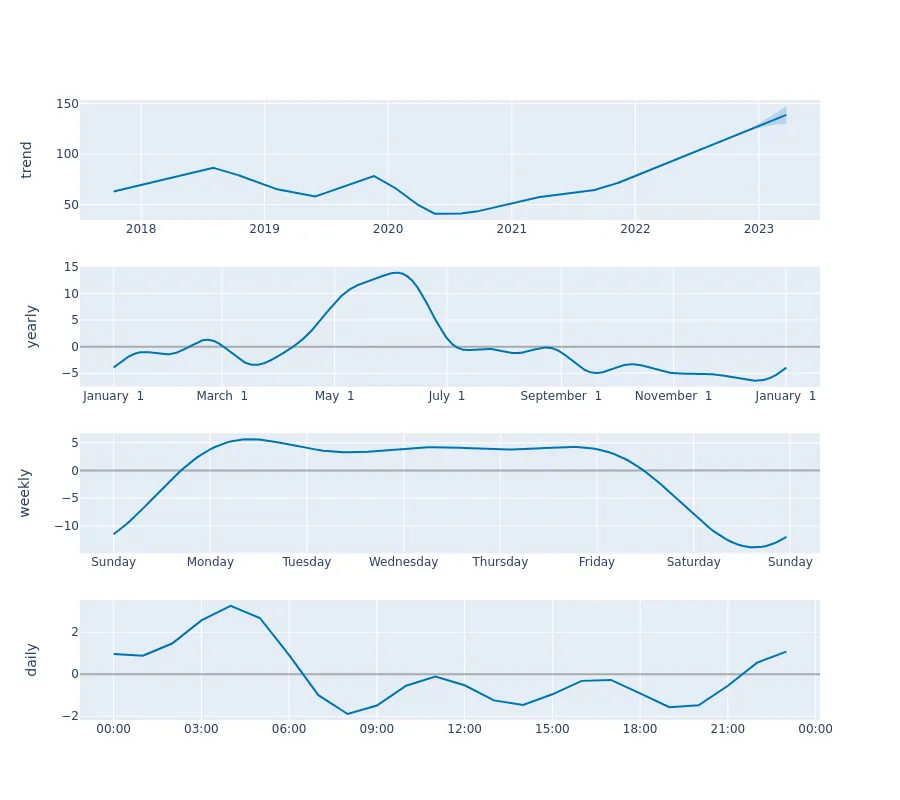 trend
150
100
50
2018 2019 2020 2021 2022 2023
yearly
15
10
5
0
−5
January 1 March 1 May 1 July 1 September 1 November 1 January 1
weekly
5
0
−5
−10
Sunday Monday Tuesday Wednesday Thursday Friday Saturday Sunday
daily
2
0
−2
00:00 03:00 06:00 09:00 12:00 15:00 18:00 21:00 00:00